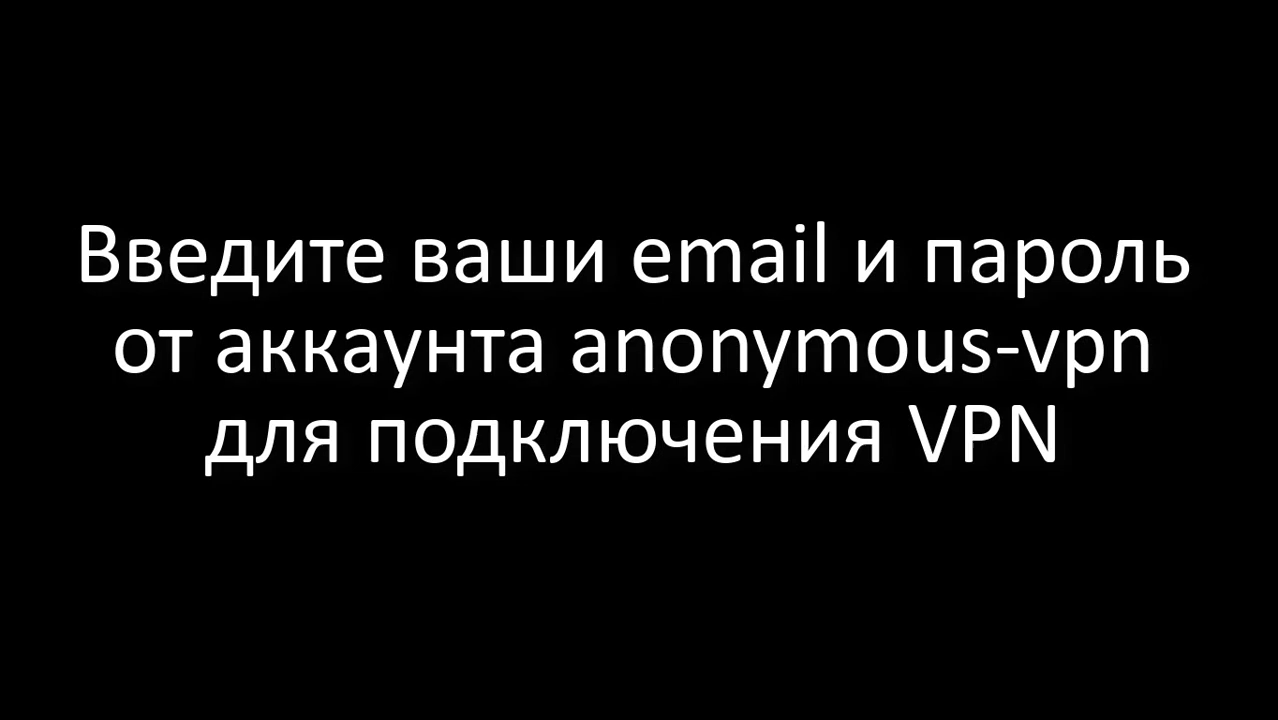 Введите ваши email и пароль
от аккаунта anonymous-vpn
для подключения VPN